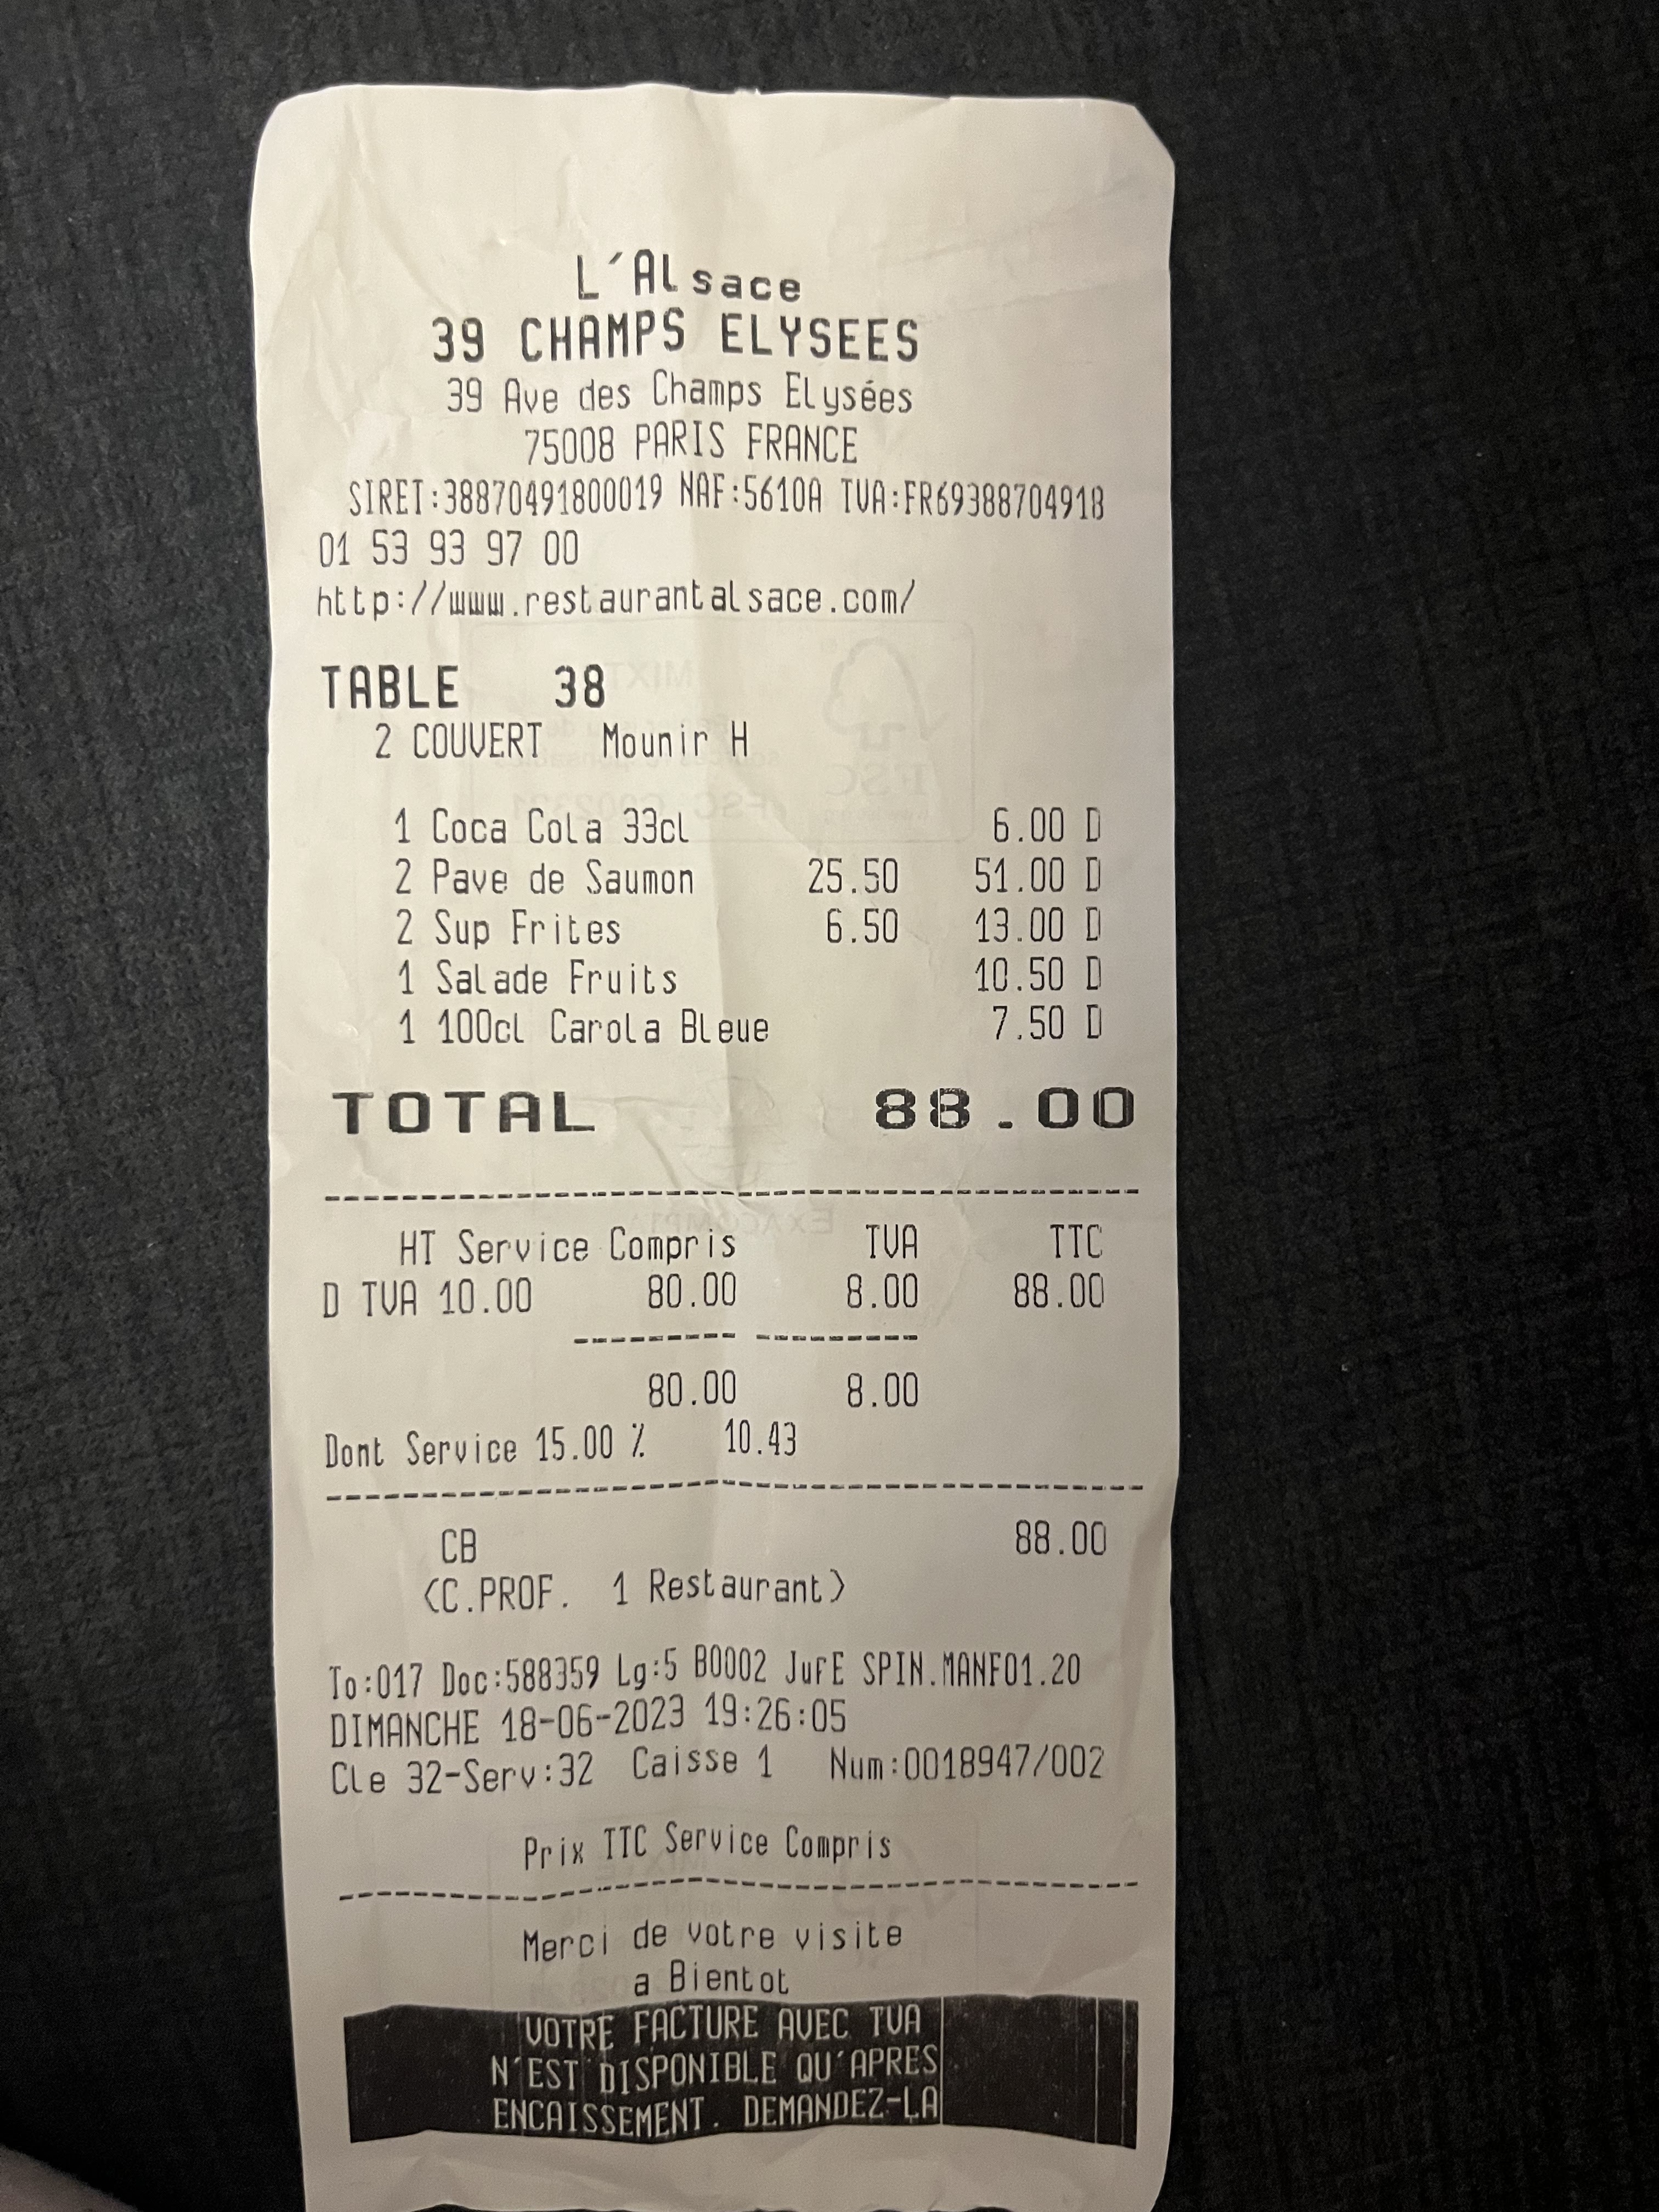 L'Alsace
39 CHAMPS ELYSEES
39 Ave des Champs Elysées
75008 PARIS FRANCE
SIRET:38870491800019 NAF:5610A TVA:FR69388704918
01 53 93 97 00
http://www.restaurantalsace.com/
TABLE 38
2 COUVERT Mounir H
1 Coca Cola 33cl 6.00 D
2 Pave de Saumon 25.50 51.00 D
2 Sup Frites 6.50 13.00 D
1 Salade Fruits 10.50 D
1 100cl Carola Bleue 7.50 D
TOTAL 88.00
HT Service Compris TVA TTC
D TVA 10.00 80.00 8.00 88.00
80.00 8.00
Dont Service 15.00 % 10.43
CB 88.00
(C.PROF. 1 Restaurant)
To:017 Doc:588359 Lg:5 B0002 JurE SPIN.MANF01.20
DIMANCHE 18-06-2023 19:26:05
Cle 32-Serv:32 Caisse 1 Num:0018947/002
Prix TTC Service Compris
Merci de votre visite
a Bientot
VOTRE FACTURE AVEC TVA
N'EST DISPONIBLE QU'APRES
ENCAISSEMENT. DEMANDEZ-LA